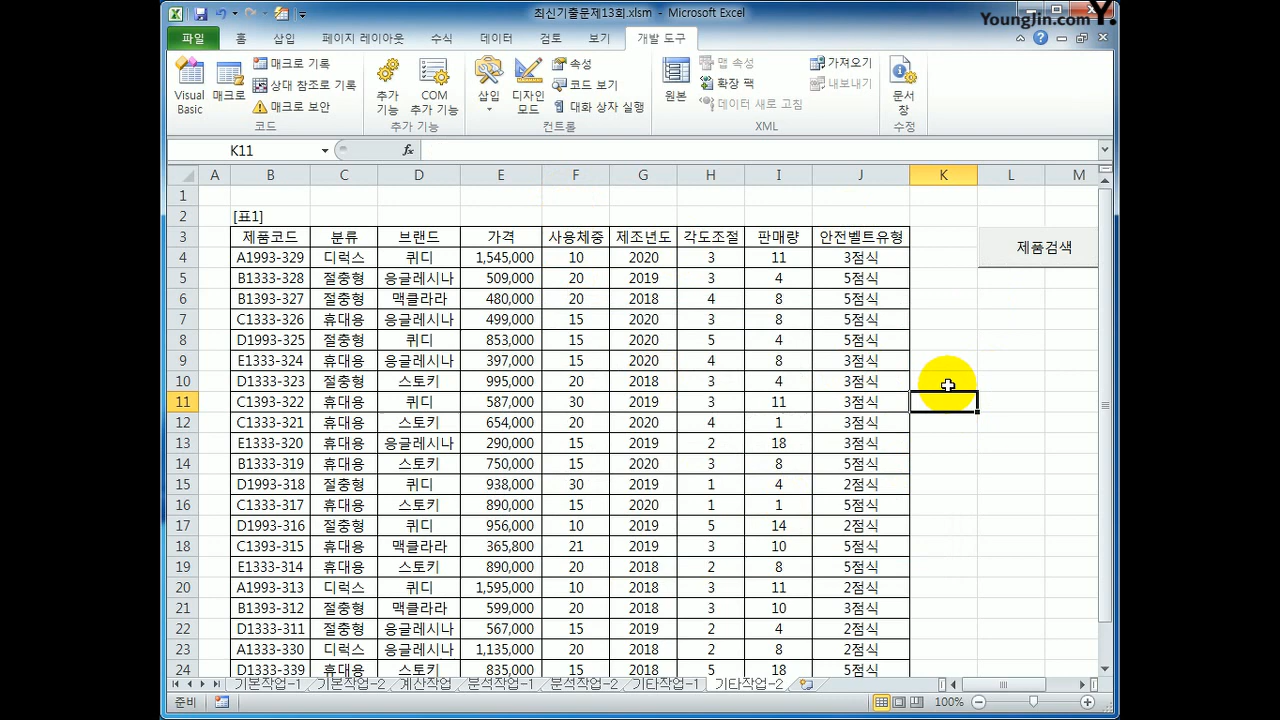 최신기출문제13회.xlsm - Microsoft Excel
YoungJin.com Y.
파일 홈 삽입 페이지 레이아웃 수식 데이터 검토 보기 개발 도구
Visual Basic
매크로
매크로 기록
상대 참조로 기록
매크로 보안
코드
추가 기능
COM 추가 기능
추가 기능
삽입
디자인 모드
속성
코드 보기
대화 상자 실행
컨트롤
원본
맵 속성
확장 팩
데이터 새로 고침
가져오기
내보내기
XML
문서 창
수정
K11 fx
A B C D E F G H I J K L M
1
2 [표1]
3 제품코드 분류 브랜드 가격 사용체중 제조년도 각도조절 판매량 안전벨트유형
제품검색
4 A1993-329 디럭스 퀴디 1,545,000 10 2020 3 11 3점식
5 B1333-328 절충형 응글레시나 509,000 20 2019 3 4 5점식
6 B1393-327 절충형 맥클라라 480,000 20 2018 4 8 5점식
7 C1333-326 휴대용 응글레시나 499,000 15 2020 3 8 5점식
8 D1993-325 절충형 퀴디 853,000 15 2020 5 4 5점식
9 E1333-324 휴대용 응글레시나 397,000 15 2020 4 8 3점식
10 D1333-323 절충형 스토키 995,000 20 2018 3 4 3점식
11 C1393-322 휴대용 퀴디 587,000 30 2019 3 11 3점식
12 C1333-321 휴대용 스토키 654,000 20 2020 4 1 3점식
13 E1333-320 휴대용 응글레시나 290,000 15 2019 2 18 3점식
14 B1333-319 휴대용 스토키 750,000 15 2020 3 8 5점식
15 D1993-318 절충형 퀴디 938,000 30 2019 1 4 2점식
16 C1333-317 휴대용 스토키 890,000 15 2020 1 1 5점식
17 D1993-316 절충형 퀴디 956,000 10 2019 5 14 2점식
18 C1393-315 휴대용 맥클라라 365,800 21 2019 3 10 5점식
19 E1333-314 휴대용 스토키 890,000 20 2018 2 8 5점식
20 A1993-313 디럭스 퀴디 1,595,000 10 2018 3 11 2점식
21 B1393-312 절충형 맥클라라 599,000 20 2018 3 10 3점식
22 D1333-311 절충형 응글레시나 567,000 15 2019 2 4 2점식
23 A1333-330 디럭스 응글레시나 1,135,000 20 2018 2 8 2점식
24 D1333-339 휴대용 스토키 835,000 15 2018 5 18 5점식
기본작업-1 기본작업-2 계산작업 분석작업-1 분석작업-2 기타작업-1 기타작업-2
준비 100%